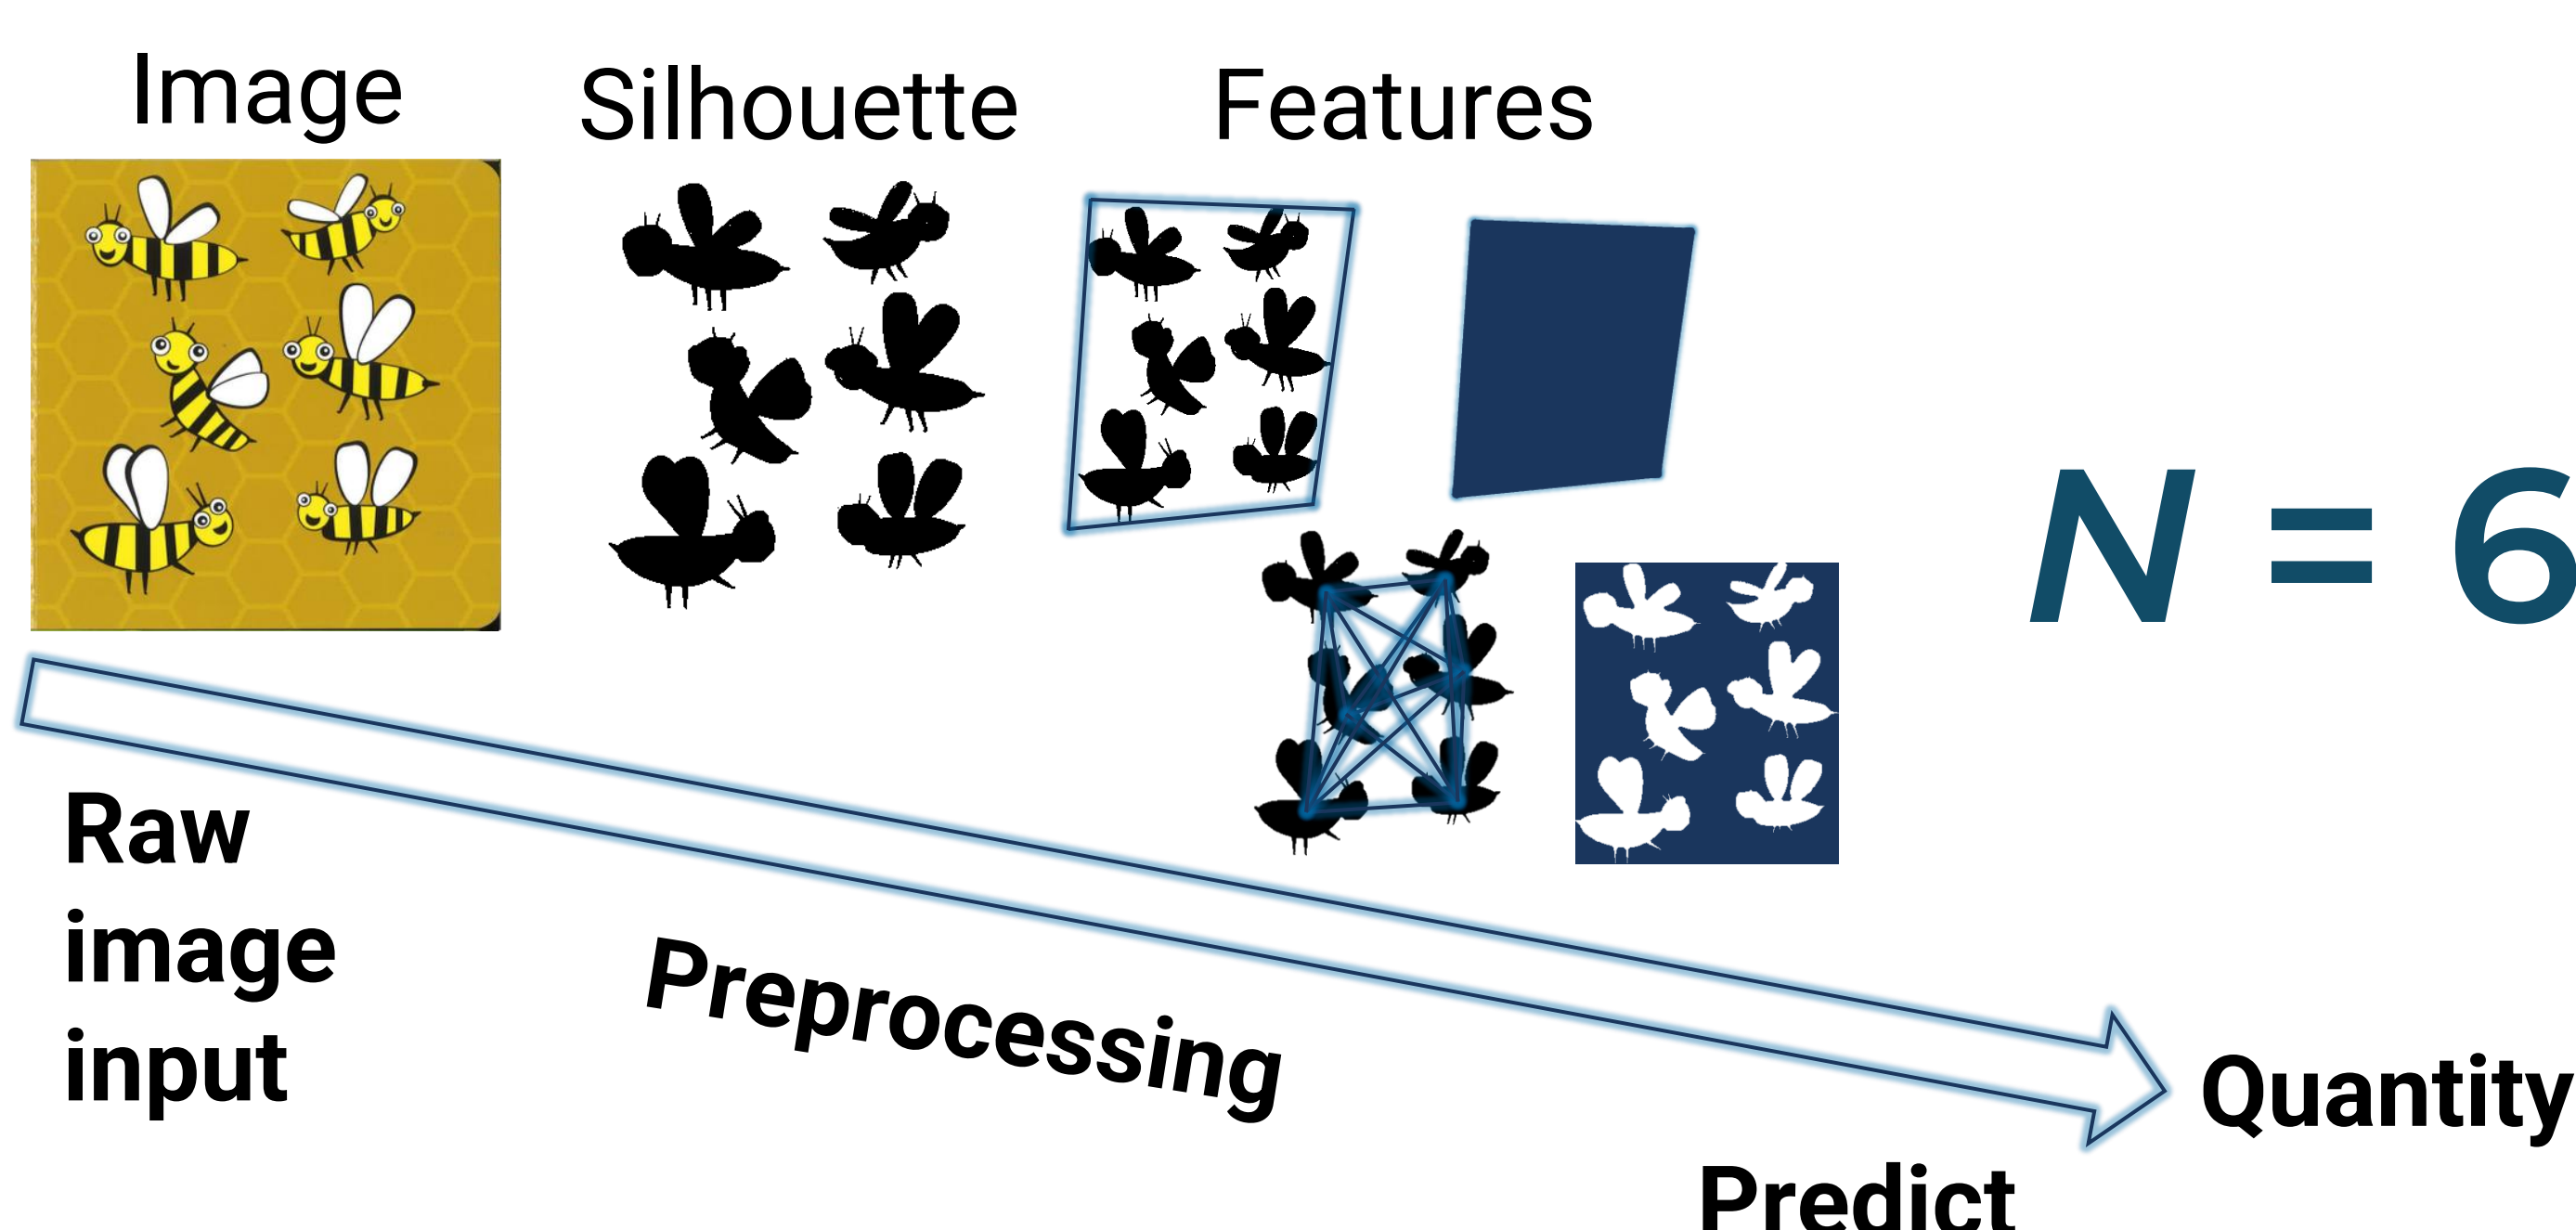 Image
Silhouette
Features
N = 6
Raw
image
input
Preprocessing
Predict
Quantity